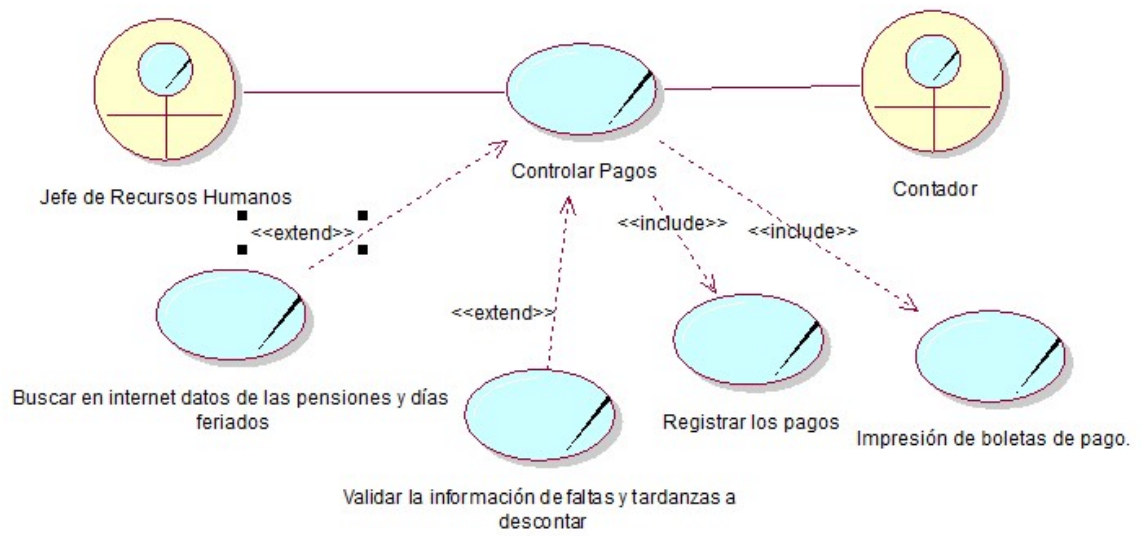 Jefe de Recursos Humanos
Controlar Pagos
Contador
<<extend>>
<<include>>
<<include>>
<<extend>>
Buscar en internet datos de las pensiones y días
feriados
Registrar los pagos
Impresión de boletas de pago.
Validar la información de faltas y tardanzas a
descontar